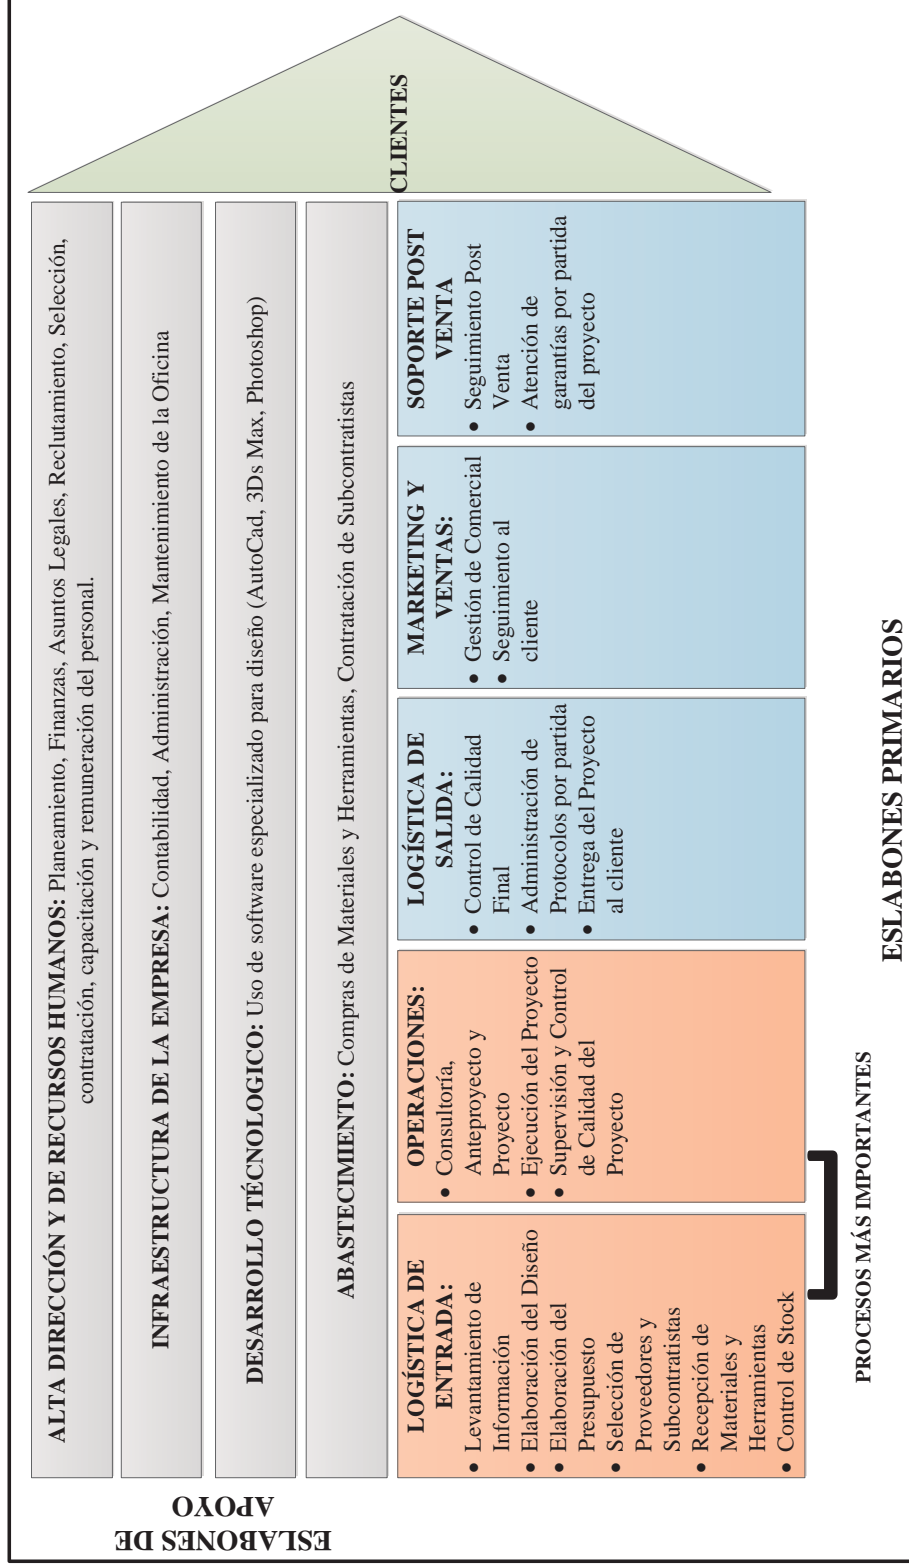 ESLABONES DE
APOYO
ALTA DIRECCIÓN Y DE RECURSOS HUMANOS: Planeamiento, Finanzas, Asuntos Legales, Reclutamiento, Selección,
contratación, capacitación y remuneración del personal.
INFRAESTRUCTURA DE LA EMPRESA: Contabilidad, Administración, Mantenimiento de la Oficina
DESARROLLO TÉCNOLOGICO: Uso de software especializado para diseño (AutoCad, 3Ds Max, Photoshop)
ABASTECIMIENTO: Compras de Materiales y Herramientas, Contratación de Subcontratistas
LOGÍSTICA DE
ENTRADA:
• Levantamiento de
Información
• Elaboración del Diseño
• Elaboración del
Presupuesto
• Selección de
Proveedores y
Subcontratistas
• Recepción de
Materiales y
Herramientas
• Control de Stock
OPERACIONES:
• Consultoría,
Anteproyecto y
Proyecto
• Ejecución del Proyecto
• Supervisión y Control
de Calidad del
Proyecto
LOGÍSTICA DE
SALIDA:
• Control de Calidad
Final
• Administración de
Protocolos por partida
• Entrega del Proyecto
al cliente
MARKETING Y
VENTAS:
• Gestión de Comercial
• Seguimiento al
cliente
SOPORTE POST
VENTA
• Seguimiento Post
Venta
• Atención de
garantías por partida
del proyecto
CLIENTES
PROCESOS MÁS IMPORTANTES
ESLABONES PRIMARIOS